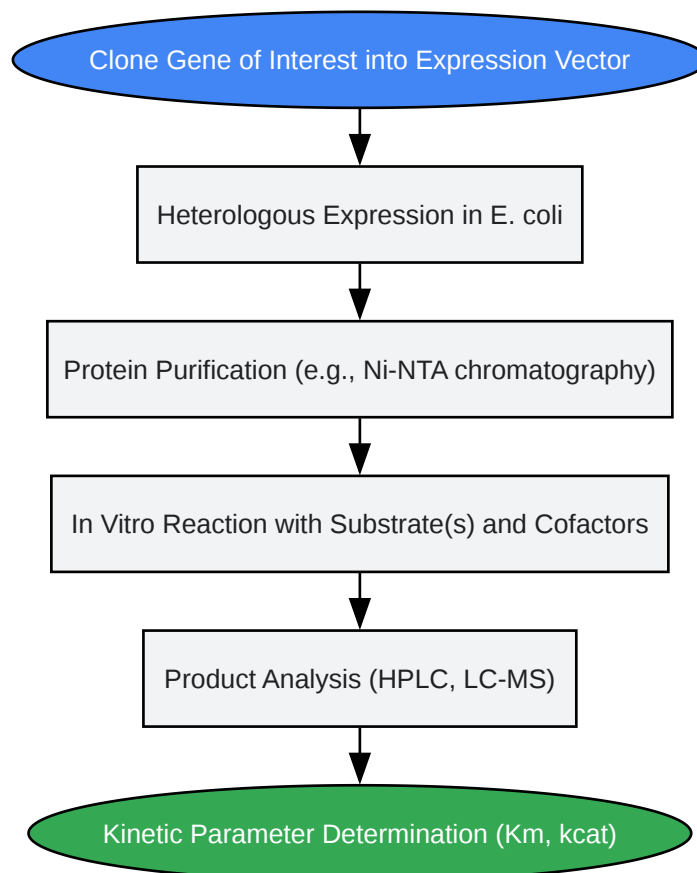 Clone Gene of Interest into Expression Vector
Heterologous Expression in E. coli
Protein Purification (e.g., Ni-NTA chromatography)
In Vitro Reaction with Substrate(s) and Cofactors
Product Analysis (HPLC, LC-MS)
Kinetic Parameter Determination (Km, kcat)